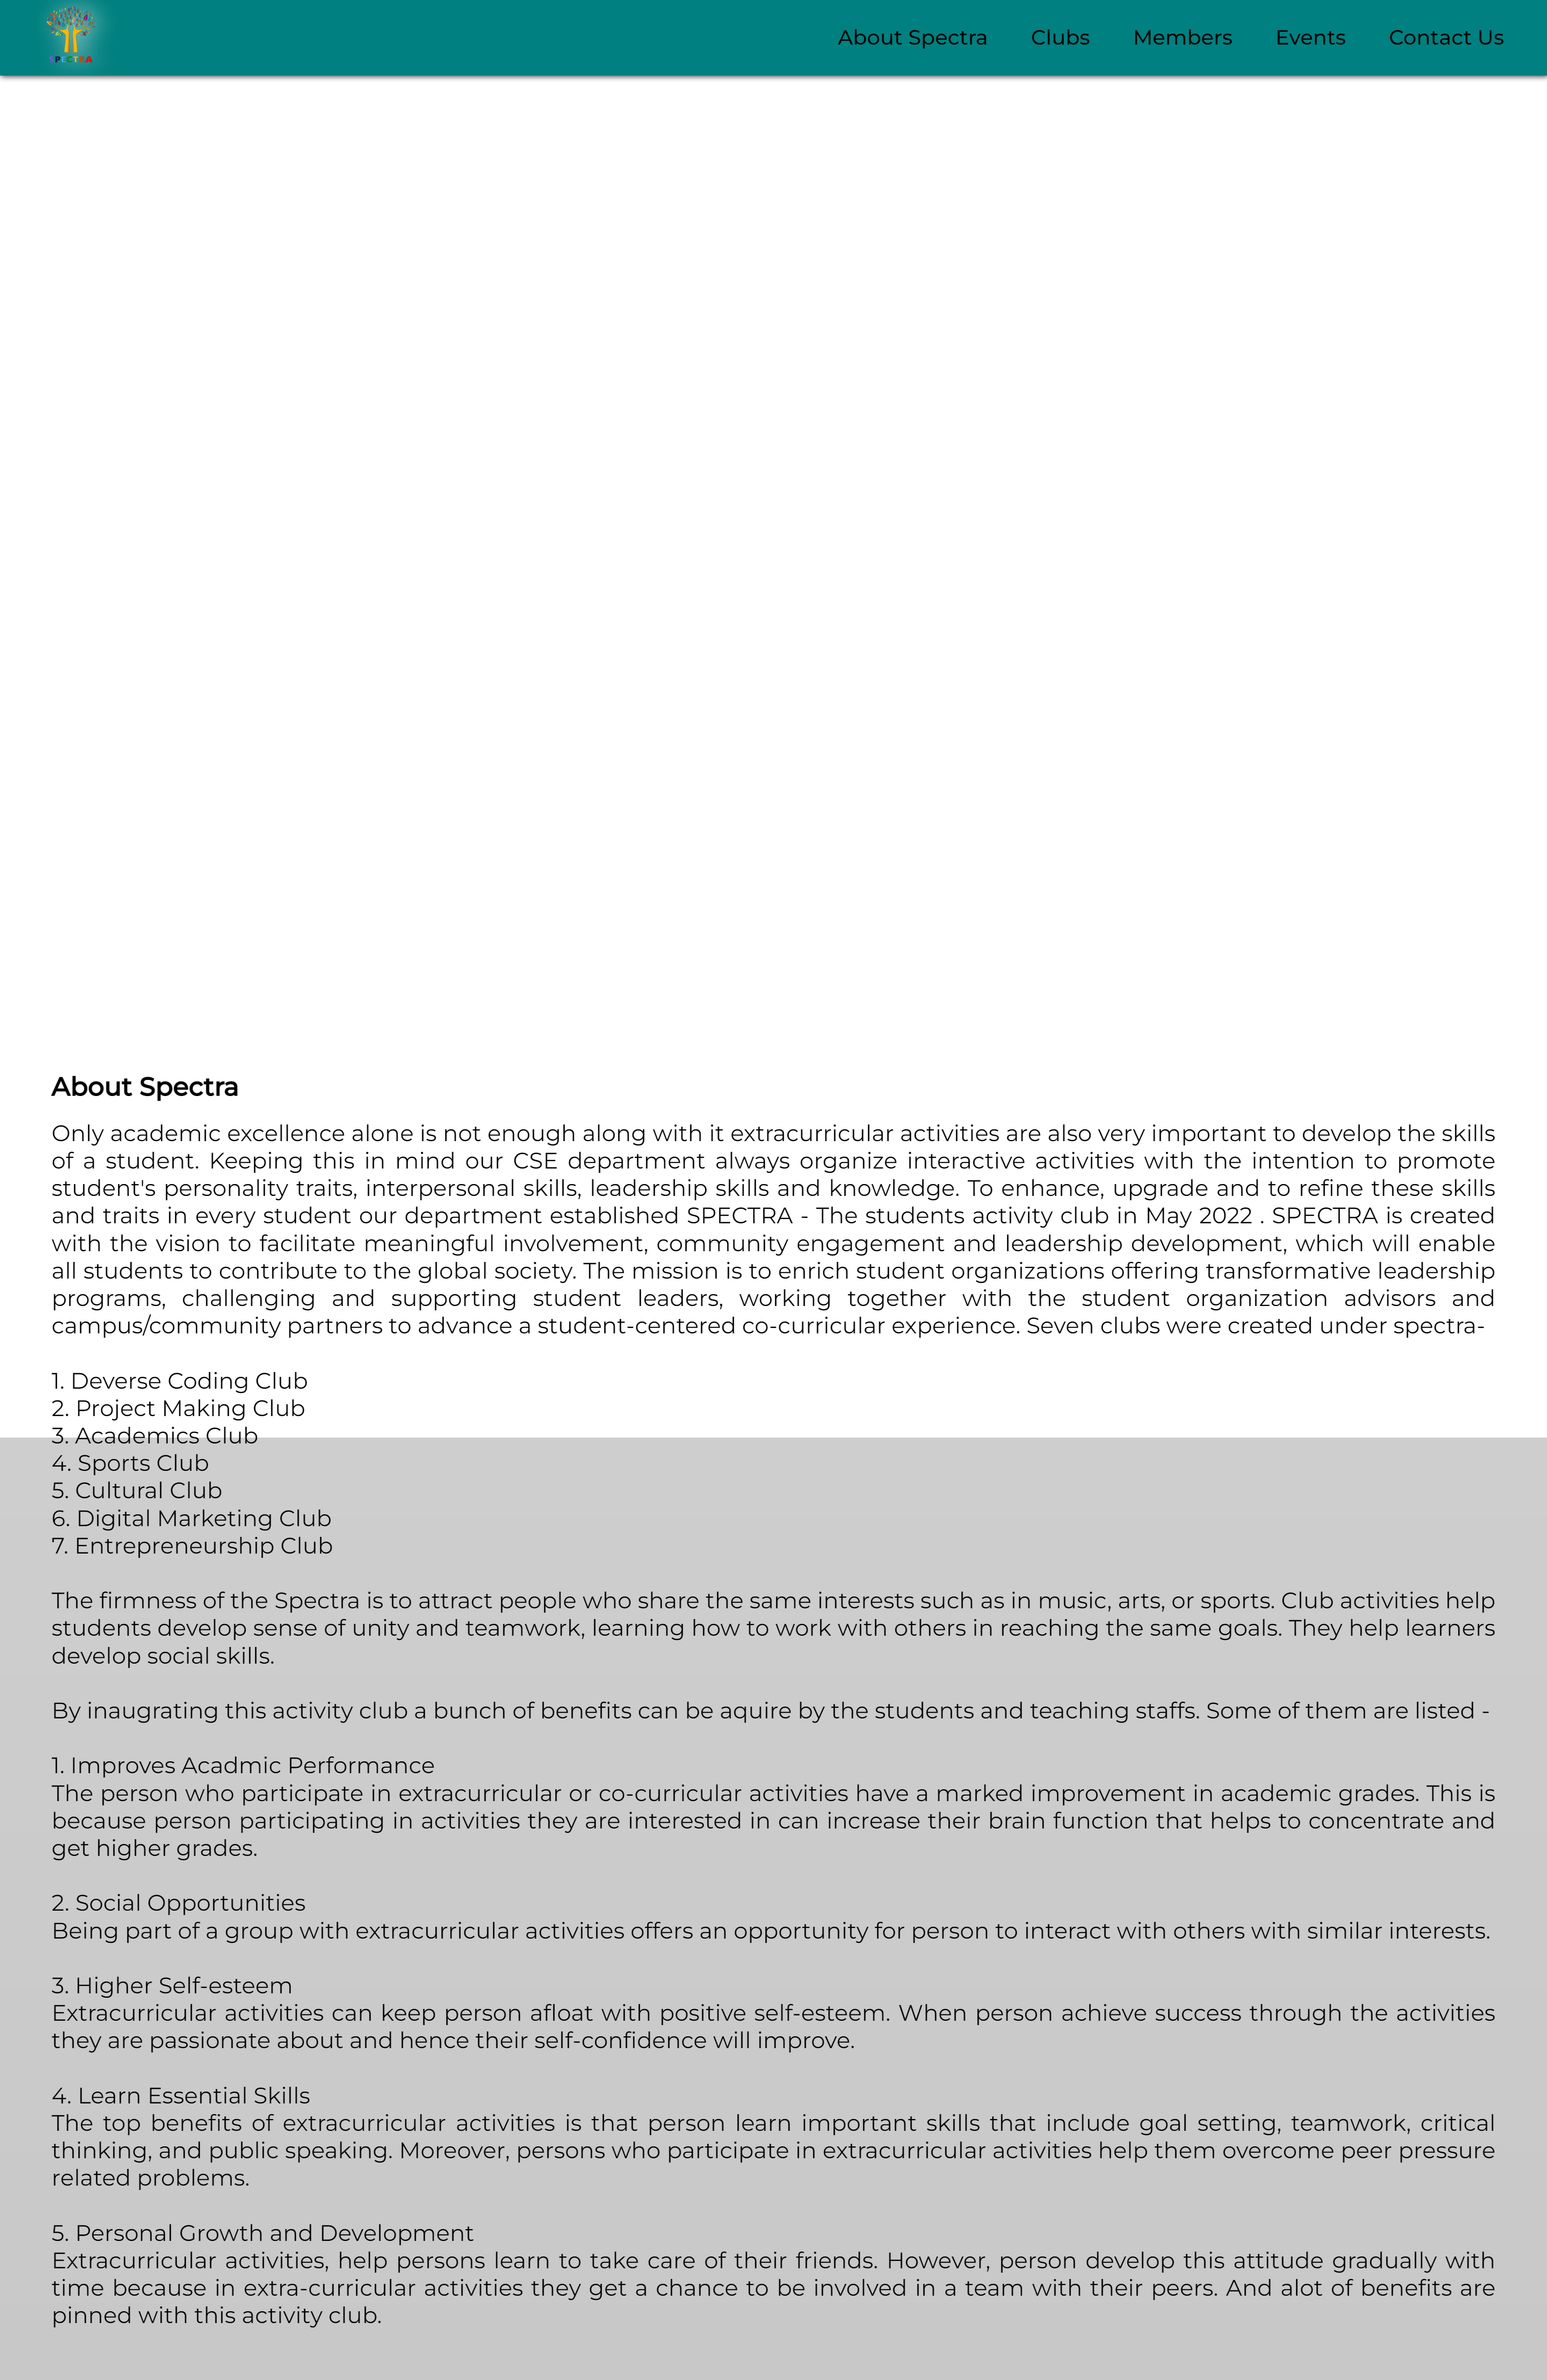 SPECTRA
About Spectra
Clubs
Members
Events
Contact Us
About Spectra
Only academic excellence alone is not enough along with it extracurricular activities are also very important to develop the skills
of a student. Keeping this in mind our CSE department always organize interactive activities with the intention to promote
student's personality traits, interpersonal skills, leadership skills and knowledge. To enhance, upgrade and to refine these skills
and traits in every student our department established SPECTRA - The students activity club in May 2022 . SPECTRA is created
with the vision to facilitate meaningful involvement, community engagement and leadership development, which will enable
all students to contribute to the global society. The mission is to enrich student organizations offering transformative leadership
programs, challenging and supporting student leaders, working together with the student organization advisors and
campus/community partners to advance a student-centered co-curricular experience. Seven clubs were created under spectra-
1. Deverse Coding Club
2. Project Making Club
3. Academics Club
4. Sports Club
5. Cultural Club
6. Digital Marketing Club
7. Entrepreneurship Club
The firmness of the Spectra is to attract people who share the same interests such as in music, arts, or sports. Club activities help
students develop sense of unity and teamwork, learning how to work with others in reaching the same goals. They help learners
develop social skills.
By inaugrating this activity club a bunch of benefits can be aquire by the students and teaching staffs. Some of them are listed -
1. Improves Acadmic Performance
The person who participate in extracurricular or co-curricular activities have a marked improvement in academic grades. This is
because person participating in activities they are interested in can increase their brain function that helps to concentrate and
get higher grades.
2. Social Opportunities
Being part of a group with extracurricular activities offers an opportunity for person to interact with others with similar interests.
3. Higher Self-esteem
Extracurricular activities can keep person afloat with positive self-esteem. When person achieve success through the activities
they are passionate about and hence their self-confidence will improve.
4. Learn Essential Skills
The top benefits of extracurricular activities is that person learn important skills that include goal setting, teamwork, critical
thinking, and public speaking. Moreover, persons who participate in extracurricular activities help them overcome peer pressure
related problems.
5. Personal Growth and Development
Extracurricular activities, help persons learn to take care of their friends. However, person develop this attitude gradually with
time because in extra-curricular activities they get a chance to be involved in a team with their peers. And alot of benefits are
pinned with this activity club.